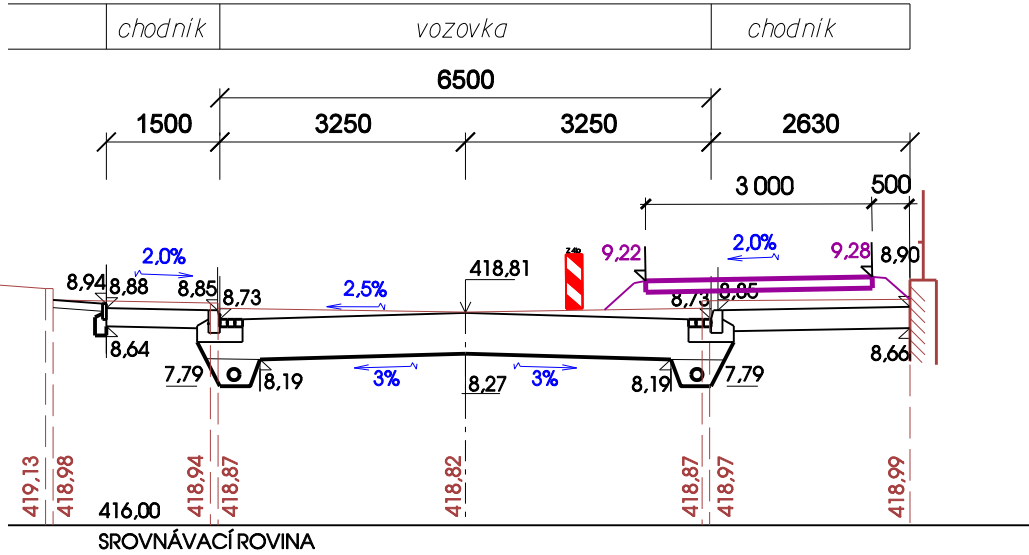 chodník vozovka chodník
6500
1500 3250 3250 2630
3 000 500
2,0% 9,22 2,0% 9,28 8,90
Z 4b
418,81
8,94 8,88 8,85 8,73 2,5% 8,73 8,85
8,64 8,66
7,79 8,19 3% 8,27 3% 8,19 7,79
419,13 418,98 418,94 418,87 418,82 418,87 418,97 418,99
416,00
SROVNÁVACÍ ROVINA